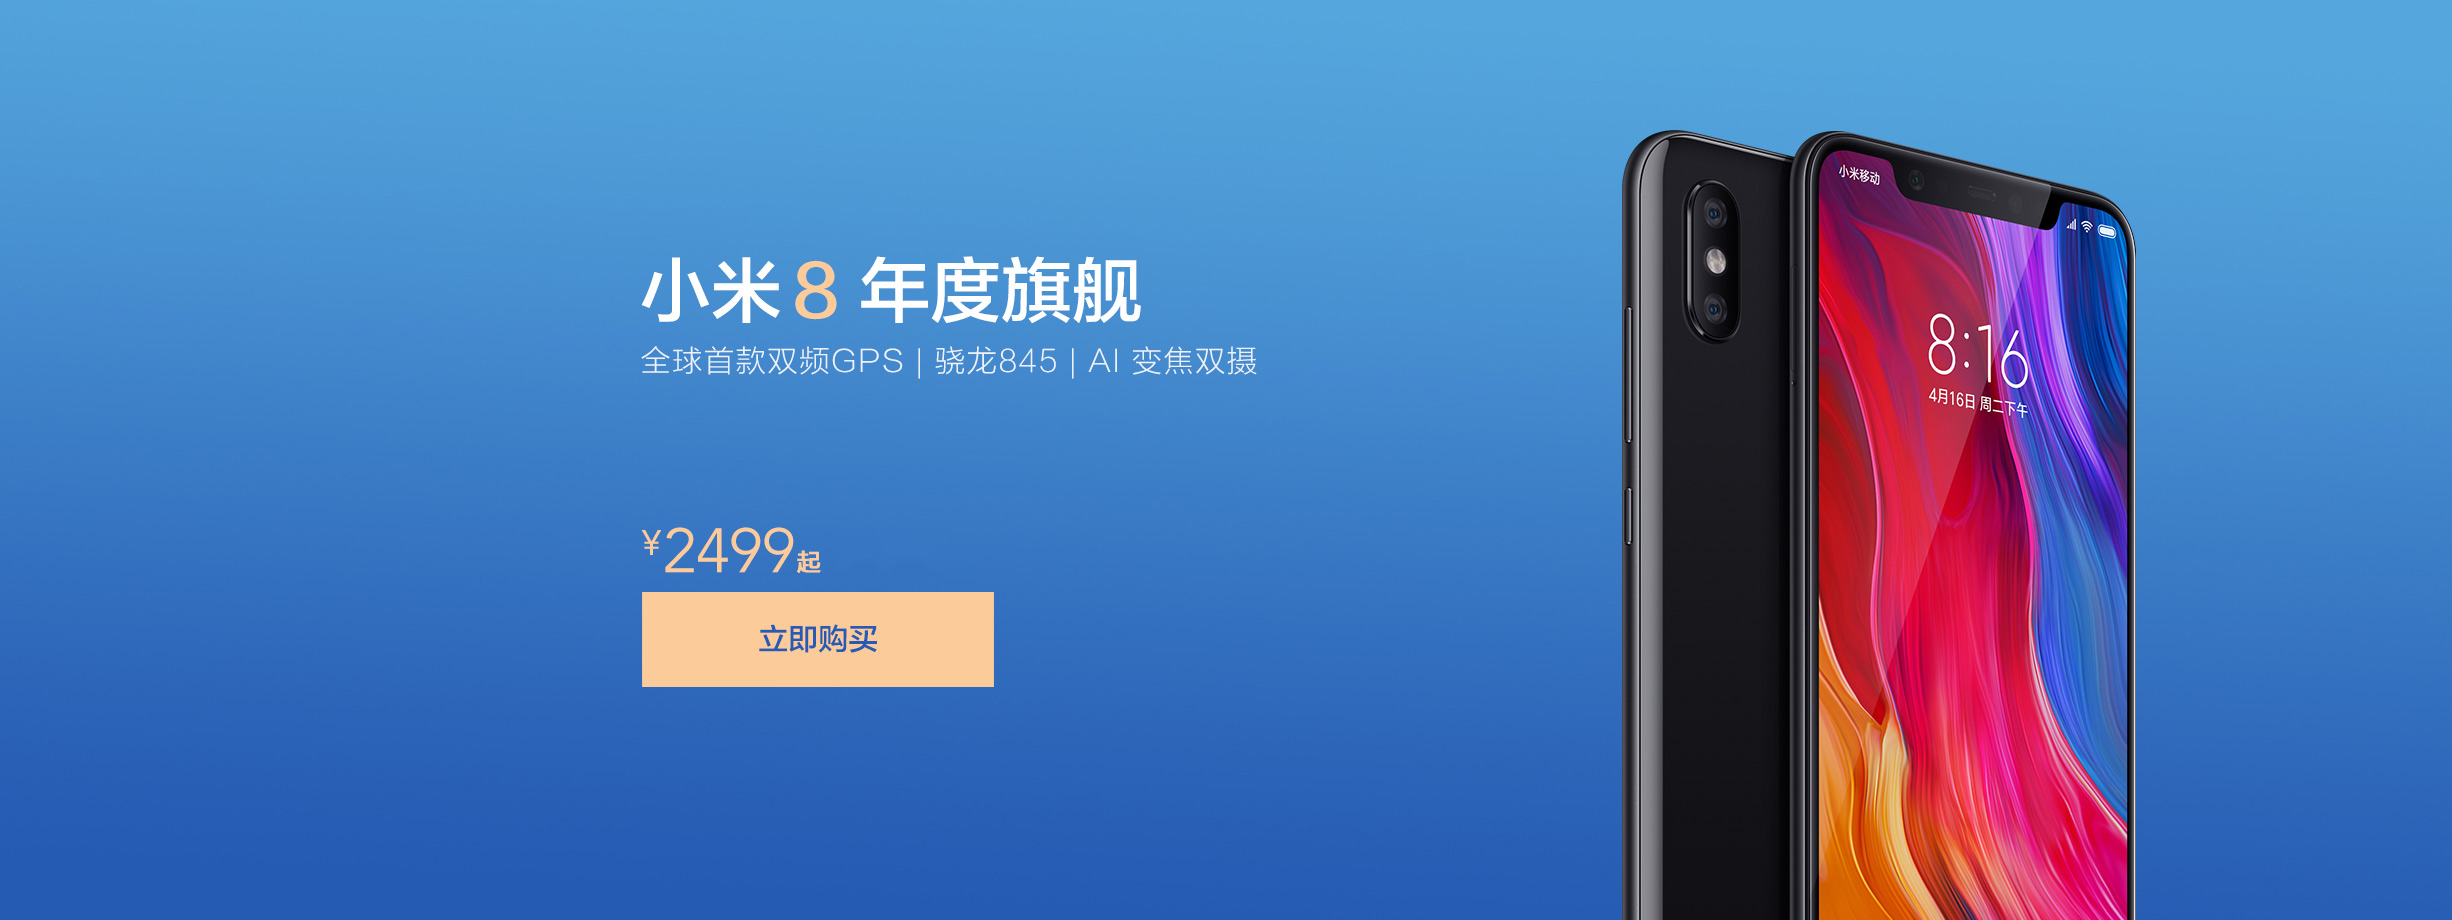 小米8 年度旗舰
全球首款双频GPS | 骁龙845 | AI 变焦双摄
¥2499起
立即购买
小米移动
8:16
4月16日 周二下午